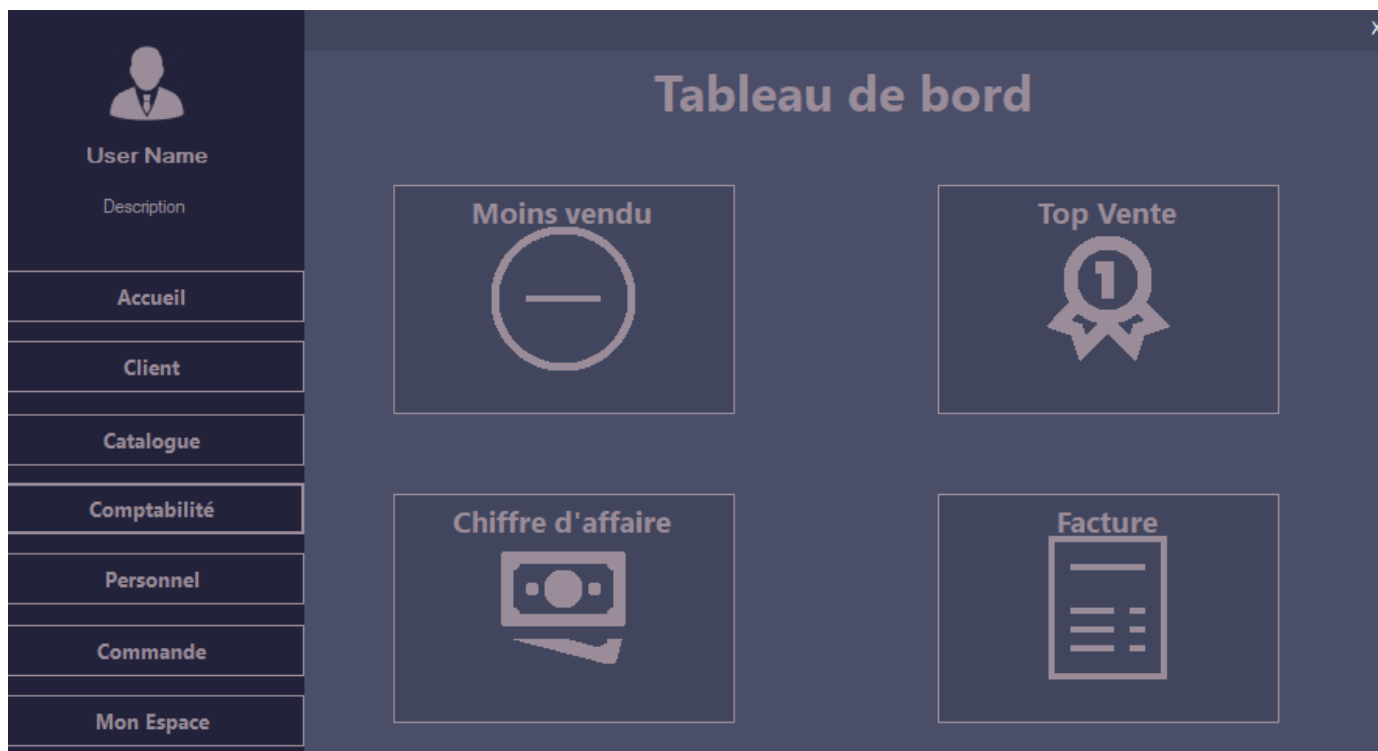 X
Tableau de bord
User Name
Description
Accueil
Client
Catalogue
Comptabilité
Personnel
Commande
Mon Espace
Moins vendu
Top Vente
1
Chiffre d'affaire
Facture